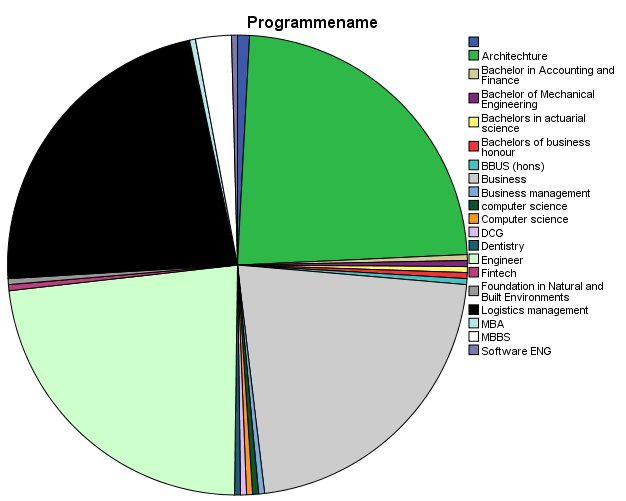 Programmename
Architechture
Bachelor in Accounting and
Finance
Bachelor of Mechanical
Engineering
Bachelors in actuarial
science
Bachelors of business
honour
BBUS (hons)
Business
Business management
computer science
Computer science
DCG
Dentistry
Engineer
Fintech
Foundation in Natural and
Built Environments
Logistics management
MBA
MBBS
Software ENG